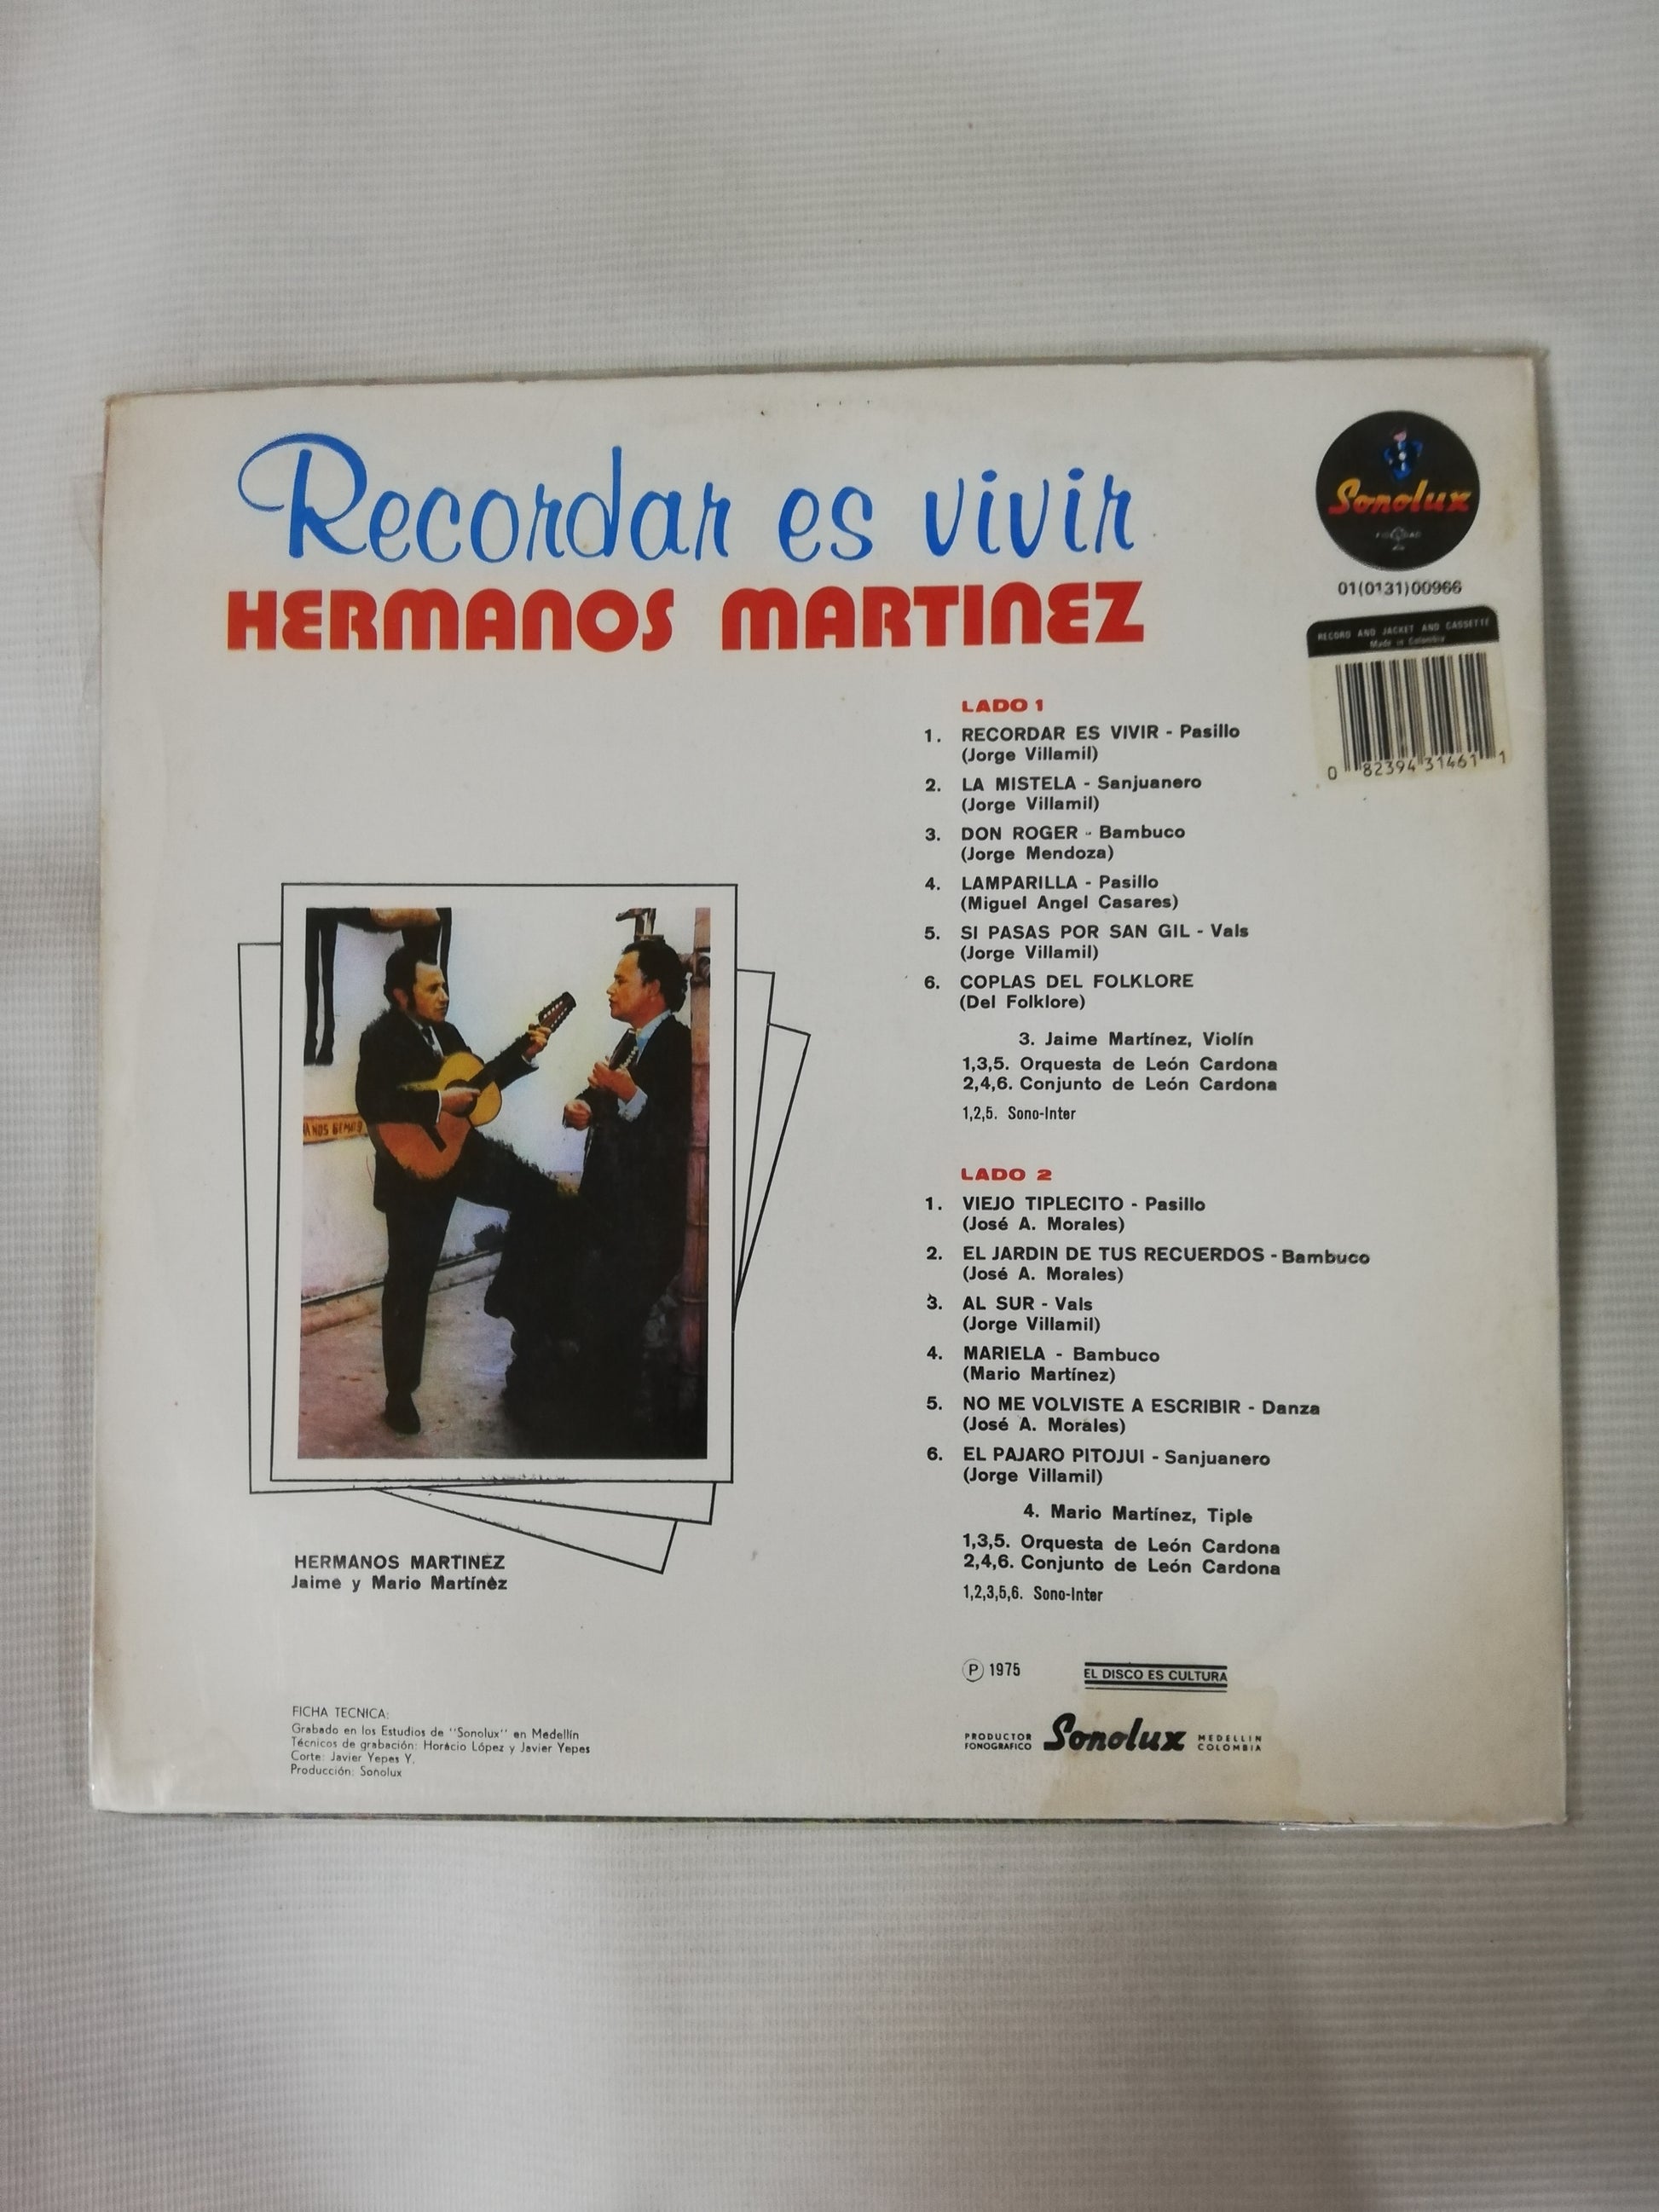 Recordar es vivir
HERMANOS MARTINEZ
Sonolux
01(0131)00966
RECORD AND JACKET AND CASSETTE
Made in Colombia
0 82394 31461 1
LADO 1
1. RECORDAR ES VIVIR - Pasillo
(Jorge Villamil)
2. LA MISTELA - Sanjuanero
(Jorge Villamil)
3. DON ROGER - Bambuco
(Jorge Mendoza)
4. LAMPARILLA - Pasillo
(Miguel Angel Casares)
5. SI PASAS POR SAN GIL - Vals
(Jorge Villamil)
6. COPLAS DEL FOLKLORE
(Del Folklore)
3. Jaime Martínez, Violín
1,3,5. Orquesta de León Cardona
2,4,6. Conjunto de León Cardona
1,2,5. Sono-Inter
LADO 2
1. VIEJO TIPLECITO - Pasillo
(José A. Morales)
2. EL JARDIN DE TUS RECUERDOS - Bambuco
(José A. Morales)
3. AL SUR - Vals
(Jorge Villamil)
4. MARIELA - Bambuco
(Mario Martínez)
5. NO ME VOLVISTE A ESCRIBIR - Danza
(José A. Morales)
6. EL PAJARO PITOJUI - Sanjuanero
(Jorge Villamil)
4. Mario Martínez, Tiple
1,3,5. Orquesta de León Cardona
2,4,6. Conjunto de León Cardona
1,2,3,5,6. Sono-Inter
HERMANOS MARTINEZ
Jaime y Mario Martínez
FICHA TECNICA:
Grabado en los Estudios de "Sonolux" en Medellín
Técnicos de grabación: Horacio López y Javier Yepes
Corte: Javier Yepes Y.
Producción: Sonolux
Ⓟ 1975
EL DISCO ES CULTURA
PRODUCTOR FONOGRAFICO Sonolux MEDELLIN COLOMBIA